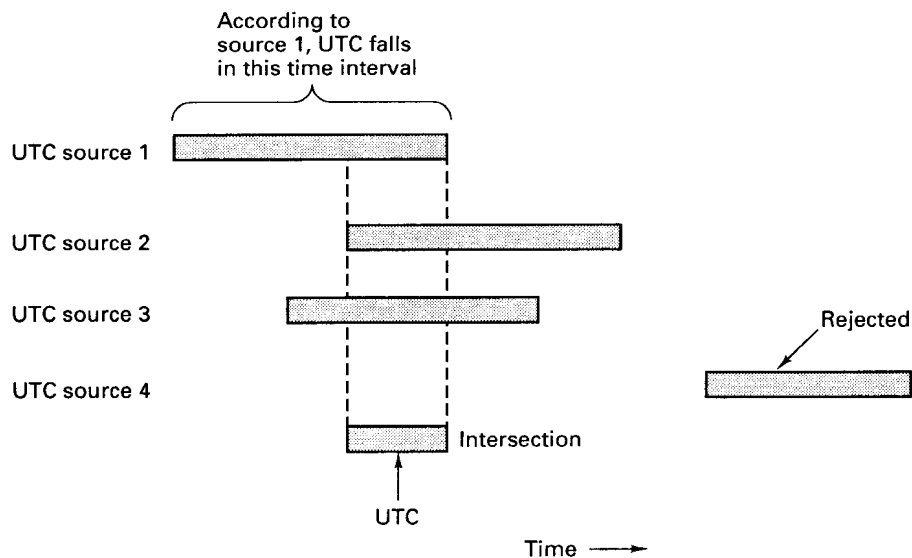 According to
source 1, UTC falls
in this time interval
UTC source 1
UTC source 2
UTC source 3
Rejected
UTC source 4
Intersection
UTC
Time